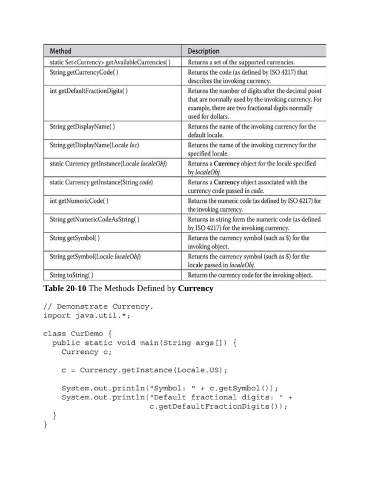 Method Description
static Set<Currency> getAvailableCurrencies( ) Returns a set of the supported currencies.
String getCurrencyCode( ) Returns the code (as defined by ISO 4217) that
describes the invoking currency.
int getDefaultFractionDigits( ) Returns the number of digits after the decimal point
that are normally used by the invoking currency. For
example, there are two fractional digits normally
used for dollars.
String getDisplayName( ) Returns the name of the invoking currency for the
default locale.
String getDisplayName(Locale loc) Returns the name of the invoking currency for the
specified locale.
static Currency getInstance(Locale localeObj) Returns a Currency object for the locale specified
by localeObj.
static Currency getInstance(String code) Returns a Currency object associated with the
currency code passed in code.
int getNumericCode( ) Returns the numeric code (as defined by ISO 4217) for
the invoking currency.
String getNumericCodeAsString( ) Returns in string form the numeric code (as defined
by ISO 4217) for the invoking currency.
String getSymbol( ) Returns the currency symbol (such as $) for the
invoking object.
String getSymbol(Locale localeObj) Returns the currency symbol (such as $) for the
locale passed in localeObj.
String toString( ) Returns the currency code for the invoking object.
Table 20-10 The Methods Defined by Currency
// Demonstrate Currency.
import java.util.*;
class CurDemo {
public static void main(String args[]) {
Currency c;
c = Currency.getInstance(Locale.US);
System.out.println("Symbol: " + c.getSymbol());
System.out.println("Default fractional digits: " +
c.getDefaultFractionDigits());
}
}